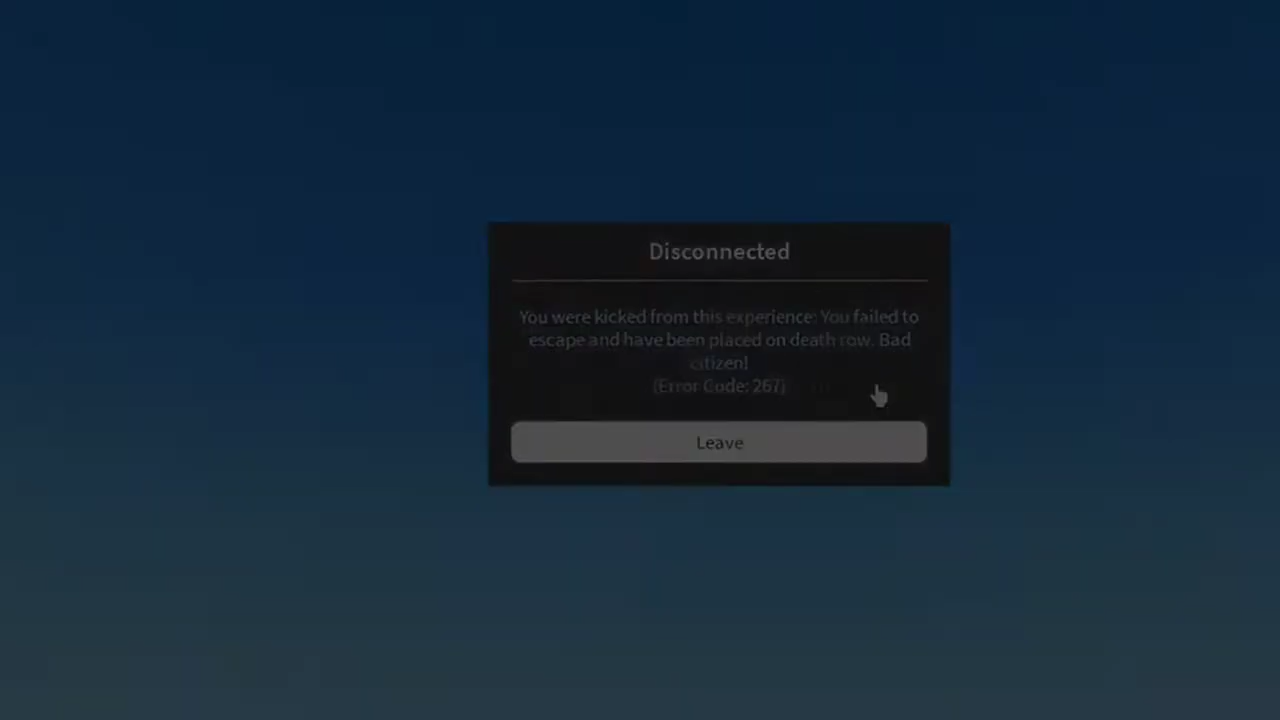 Disconnected
You were kicked from this experience: You failed to
escape and have been placed on death row. Bad
citizen!
(Error Code: 267)
Leave